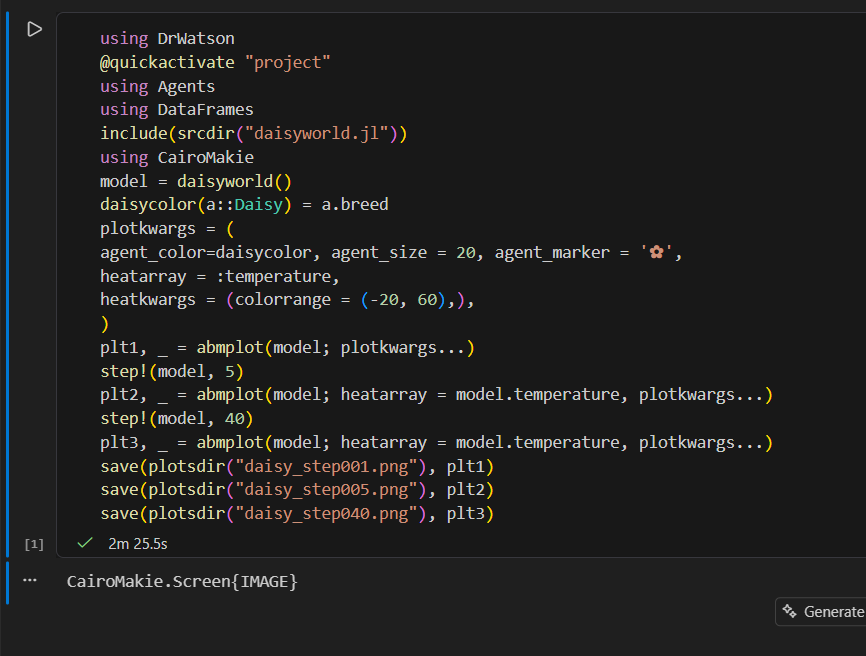 using DrWatson
@quickactivate "project"
using Agents
using DataFrames
include(srcdir("daisyworld.jl"))
using CairoMakie
model = daisyworld()
daisycolor(a::Daisy) = a.breed
plotkwargs = (
agent_color=daisycolor, agent_size = 20, agent_marker = '✿',
heatarray = :temperature,
heatkwargs = (colorrange = (-20, 60),),
)
plt1, _ = abmplot(model; plotkwargs...)
step!(model, 5)
plt2, _ = abmplot(model; heatarray = model.temperature, plotkwargs...)
step!(model, 40)
plt3, _ = abmplot(model; heatarray = model.temperature, plotkwargs...)
save(plotsdir("daisy_step001.png"), plt1)
save(plotsdir("daisy_step005.png"), plt2)
save(plotsdir("daisy_step040.png"), plt3)
[1] ✓ 2m 25.5s
... CairoMakie.Screen{IMAGE}
Generate